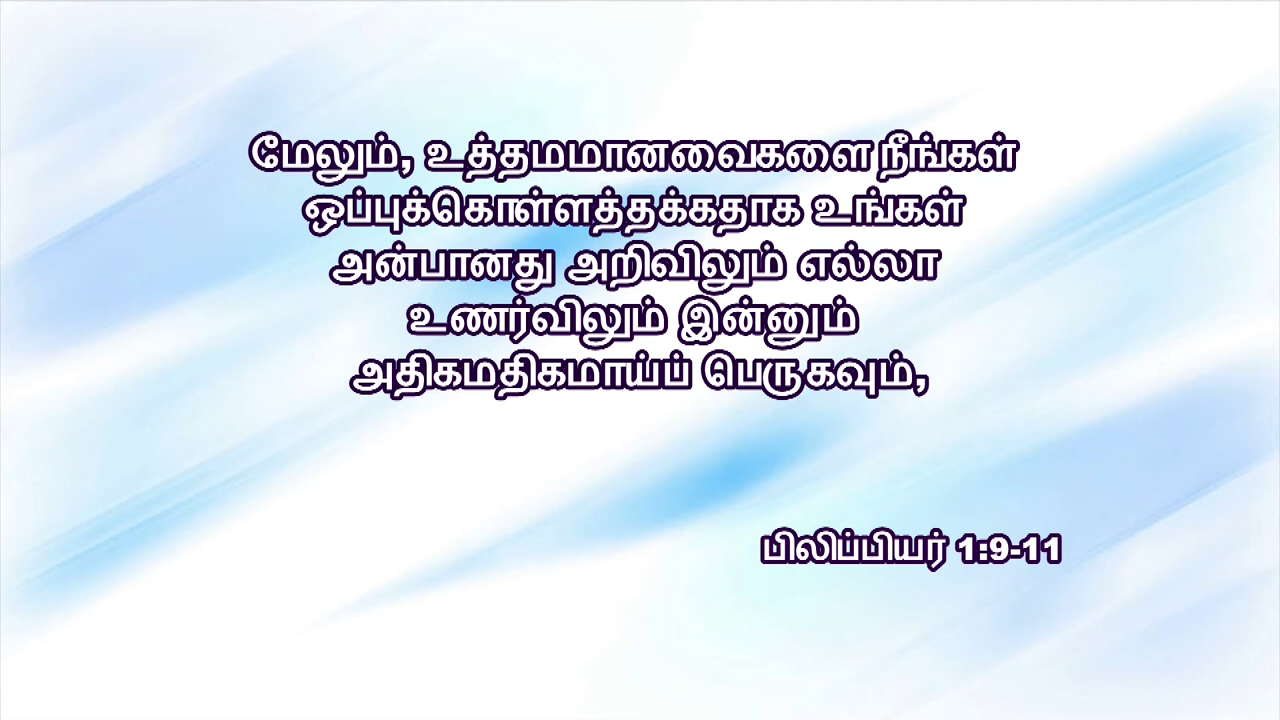 மேலும், உத்தமமானவைகளை நீங்கள்
ஒப்புக்கொள்ளத்தக்கதாக உங்கள்
அன்பானது அறிவிலும் எல்லா
உணர்விலும் இன்னும்
அதிகமதிகமாய்ப் பெருகவும்,
பிலிப்பியர் 1:9-11